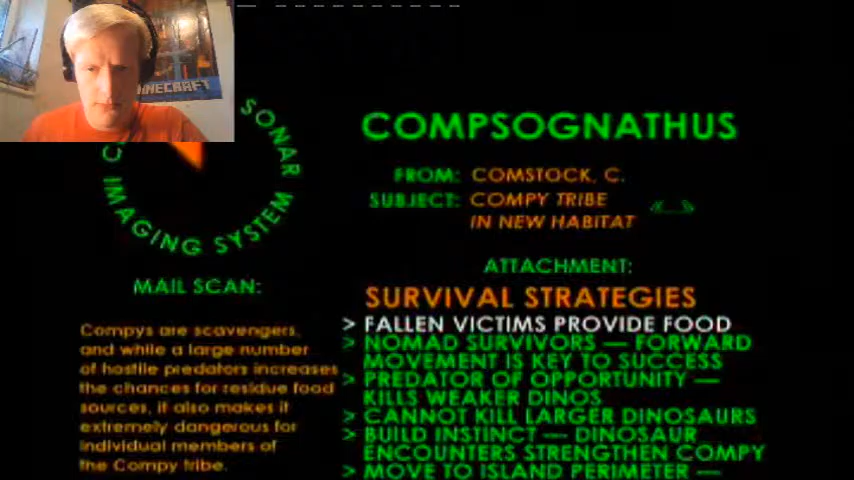 MINECRAFT
SONAR
IMAGING SYSTEM
COMPSOGNATHUS
FROM: COMSTOCK, C.
SUBJECT: COMPY TRIBE
IN NEW HABITAT
ATTACHMENT:
MAIL SCAN:
SURVIVAL STRATEGIES
> FALLEN VICTIMS PROVIDE FOOD
> NOMAD SURVIVORS — FORWARD
MOVEMENT IS KEY TO SUCCESS
> PREDATOR OF OPPORTUNITY —
KILLS WEAKER DINOS
> CANNOT KILL LARGER DINOSAURS
> BUILD INSTINCT — DINOSAUR
ENCOUNTERS STRENGTHEN COMPY
> MOVE TO ISLAND PERIMETER —
Compys are scavengers,
and while a large number
of hostile predators increases
the chances for residue food
sources, it also makes it
extremely dangerous for
individual members of
the Compy tribe.